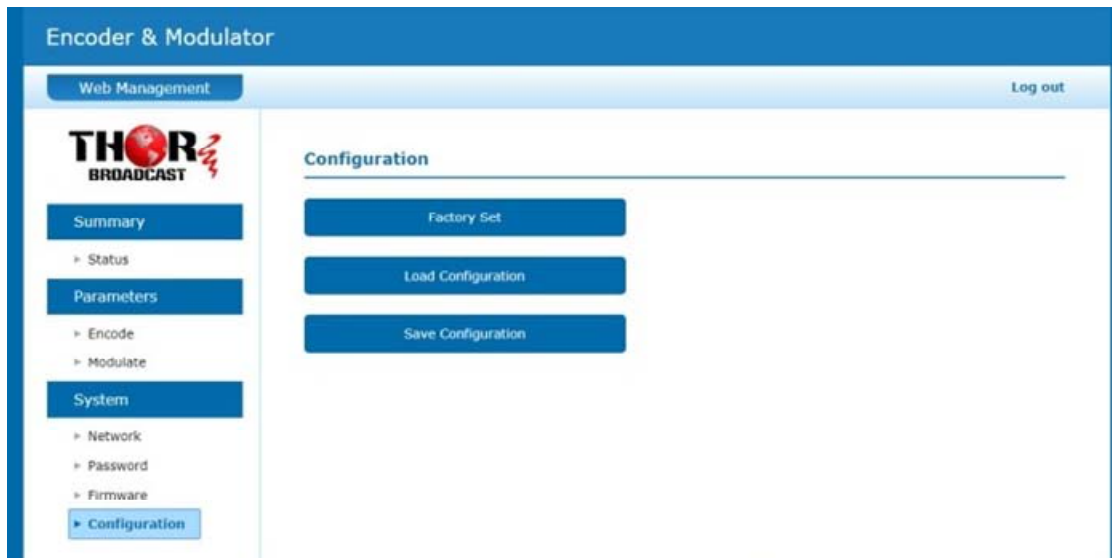 Encoder & Modulator
Web Management
Log out
THOR
BROADCAST
Summary
Status
Parameters
Encode
Modulate
System
Network
Password
Firmware
Configuration
Configuration
Factory Set
Load Configuration
Save Configuration